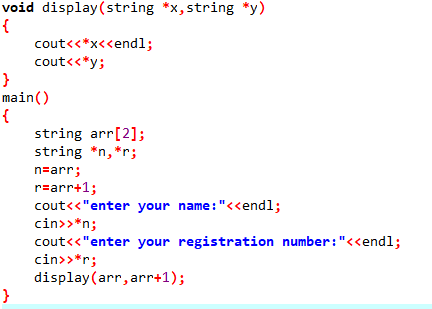 void display(string *x,string *y)
{
    cout<<*x<<endl;
    cout<<*y;
}
main()
{
    string arr[2];
    string *n,*r;
    n=arr;
    r=arr+1;
    cout<<"enter your name:"<<endl;
    cin>>*n;
    cout<<"enter your registration number:"<<endl;
    cin>>*r;
    display(arr,arr+1);
}